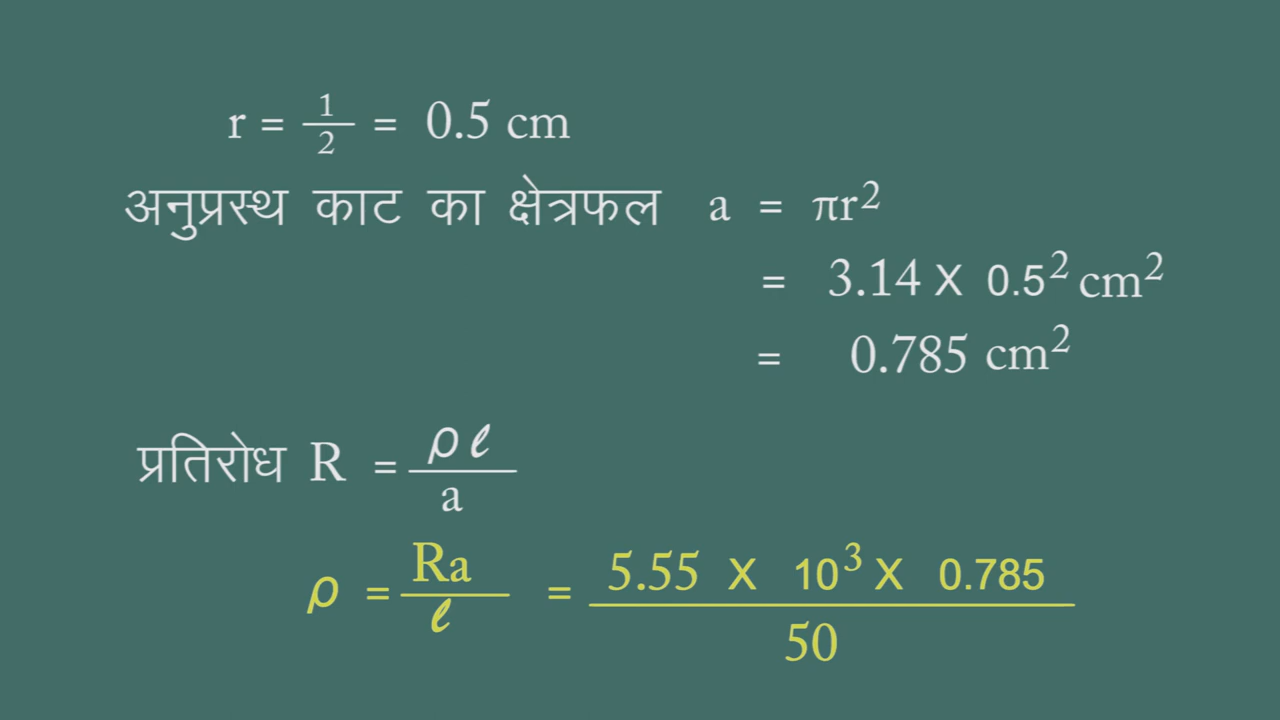 r = 1/2 = 0.5 cm
अनुप्रस्थ काट का क्षेत्रफल a = πr²
= 3.14 X 0.5² cm²
= 0.785 cm²
प्रतिरोध R = ρ ℓ / a
ρ = Ra / ℓ = 5.55 X 10³ X 0.785 / 50